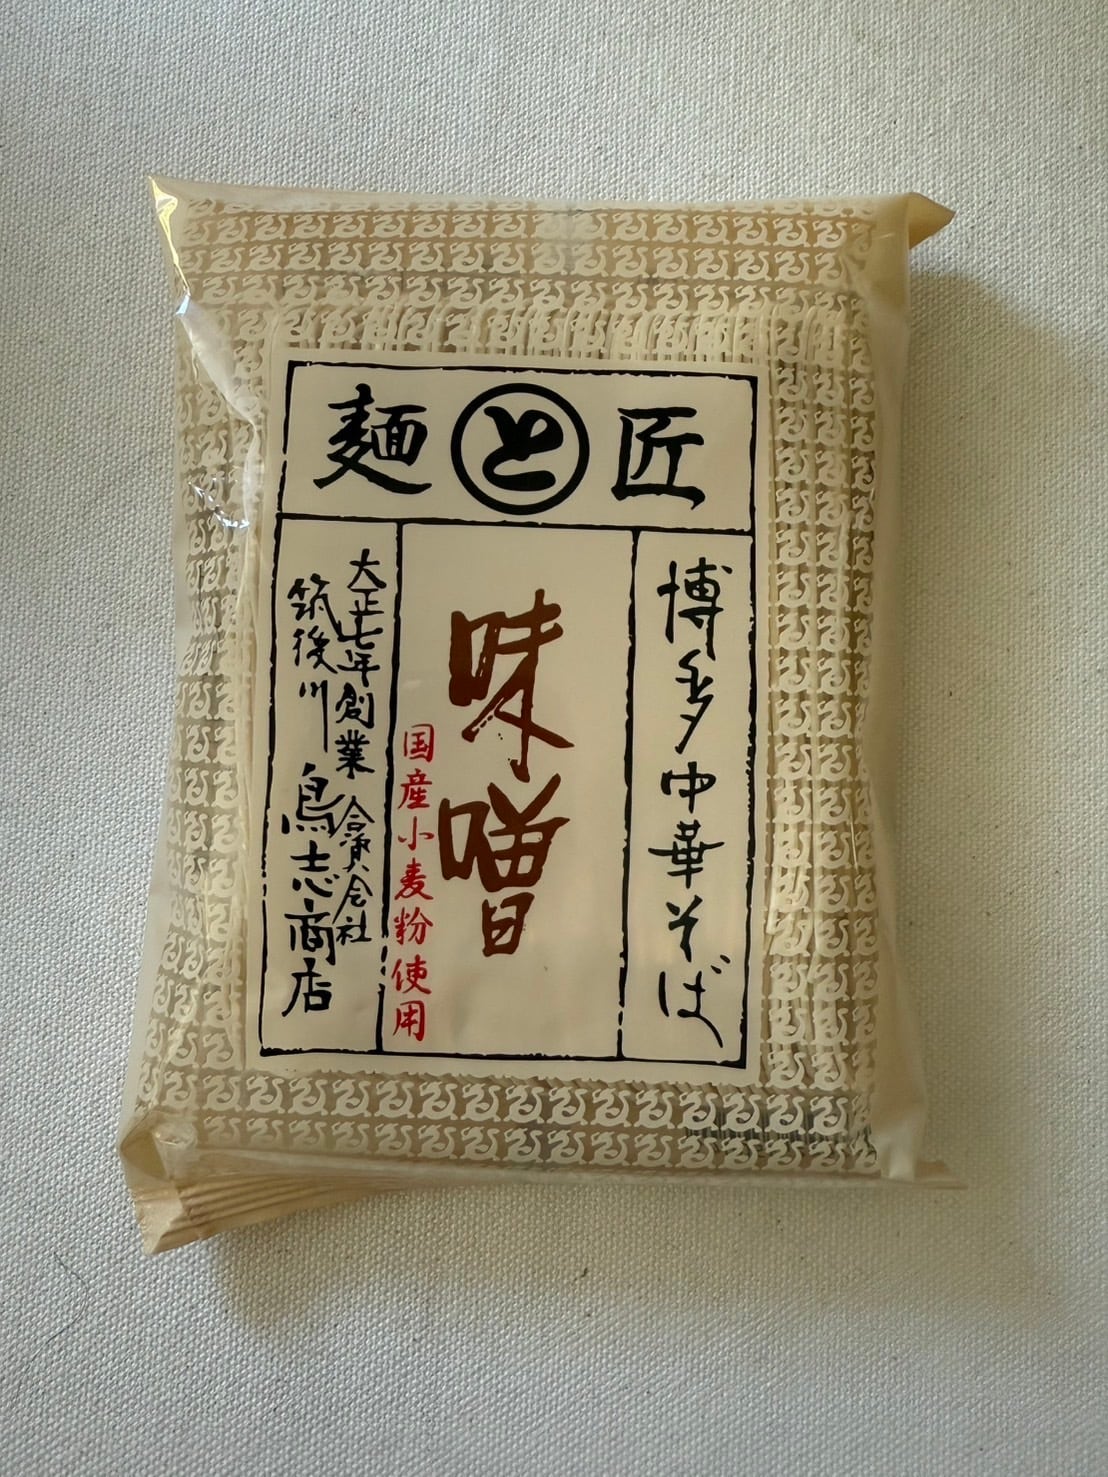 麺 と 匠
博多中華そば
味噌
国産小麦粉使用
大正七年創業 合資会社
筑後川 鳥志商店